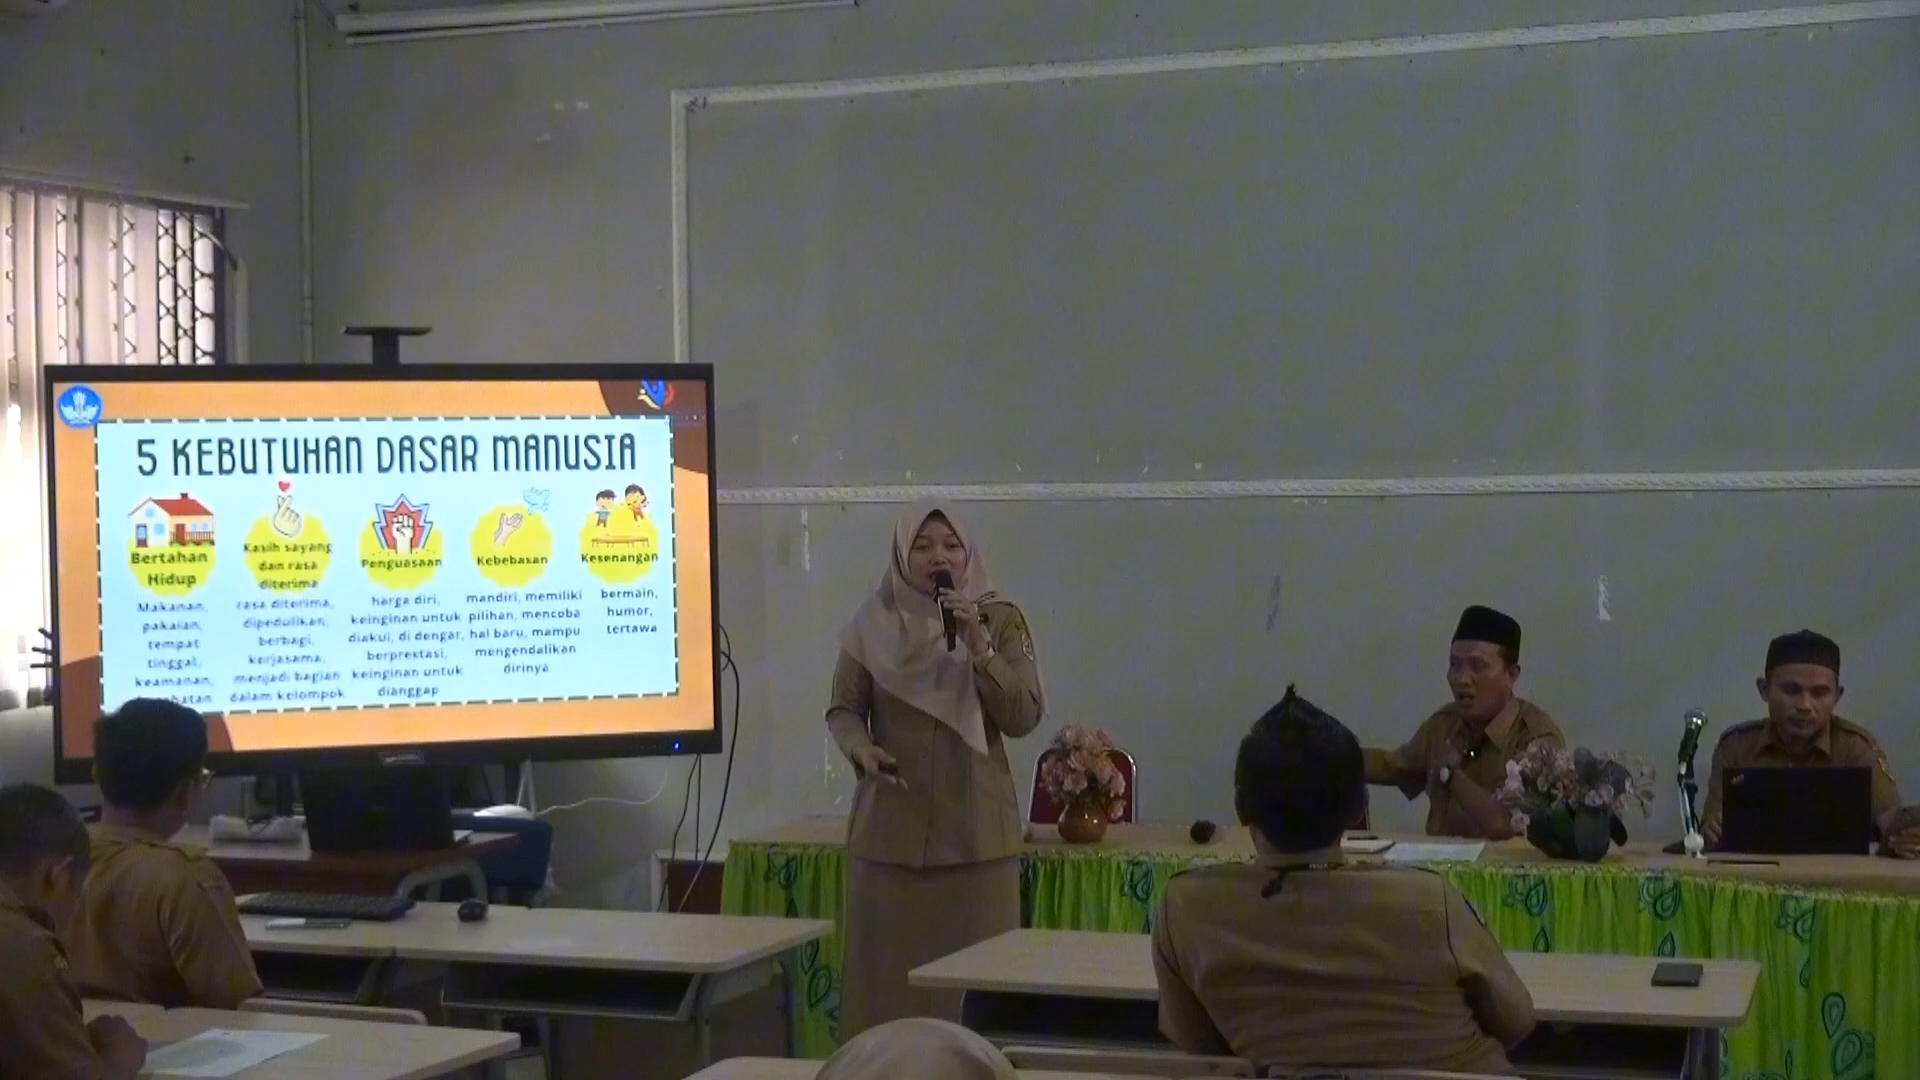 5 KEBUTUHAN DASAR MANUSIA
Bertahan
Hidup
Makanan,
pakaian,
tempat
tinggal,
keamanan,
Kasih sayang
dan rasa
diterima
rasa diterima,
dipedulikan,
berbagi,
kerjasama,
menjadi bagian
dalam kelompok
Penguasaan
harga diri,
keinginan untuk
diakui, di dengar,
berprestasi,
keinginan untuk
dianggap
Kebebasan
mandiri, memiliki
pilihan, mencoba
hal baru, mampu
mengendalikan
dirinya
Kesenangan
bermain,
humor,
tertawa